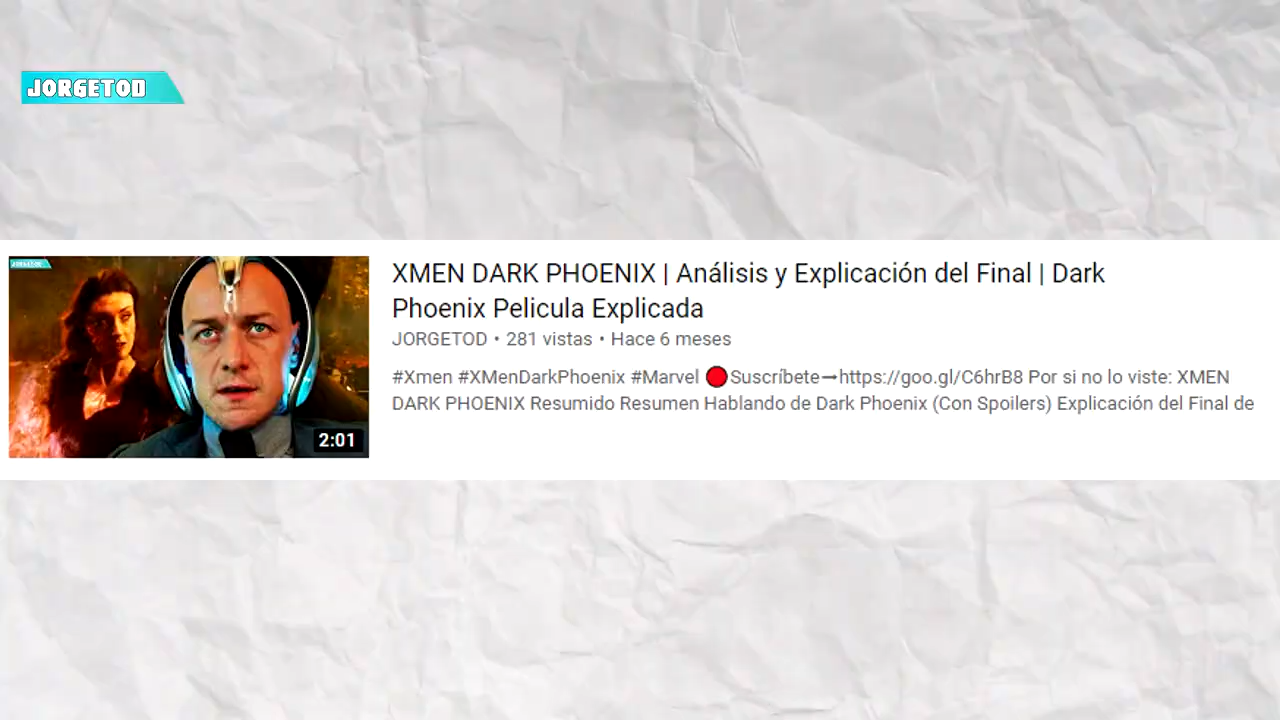 JORGETOD
XMEN DARK PHOENIX | Análisis y Explicación del Final | Dark
Phoenix Pelicula Explicada
JORGETOD • 281 vistas • Hace 6 meses
#Xmen #XMenDarkPhoenix #Marvel 🔴Suscríbete➞https://goo.gl/C6hrB8 Por si no lo viste: XMEN
DARK PHOENIX Resumido Resumen Hablando de Dark Phoenix (Con Spoilers) Explicación del Final de
JORGETOD
2:01